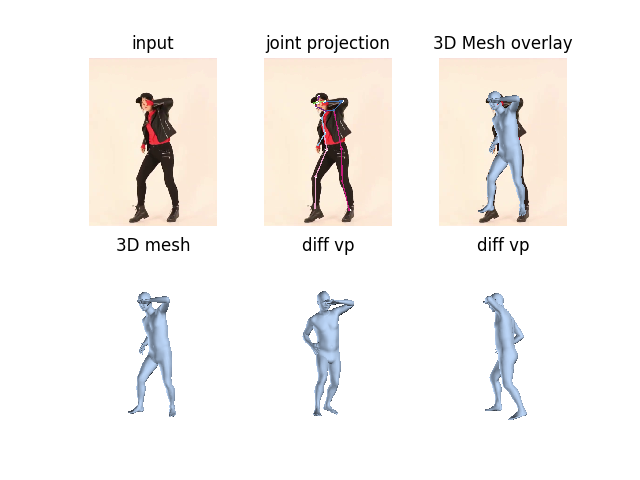 input
joint projection
3D Mesh overlay
3D mesh
diff vp
diff vp